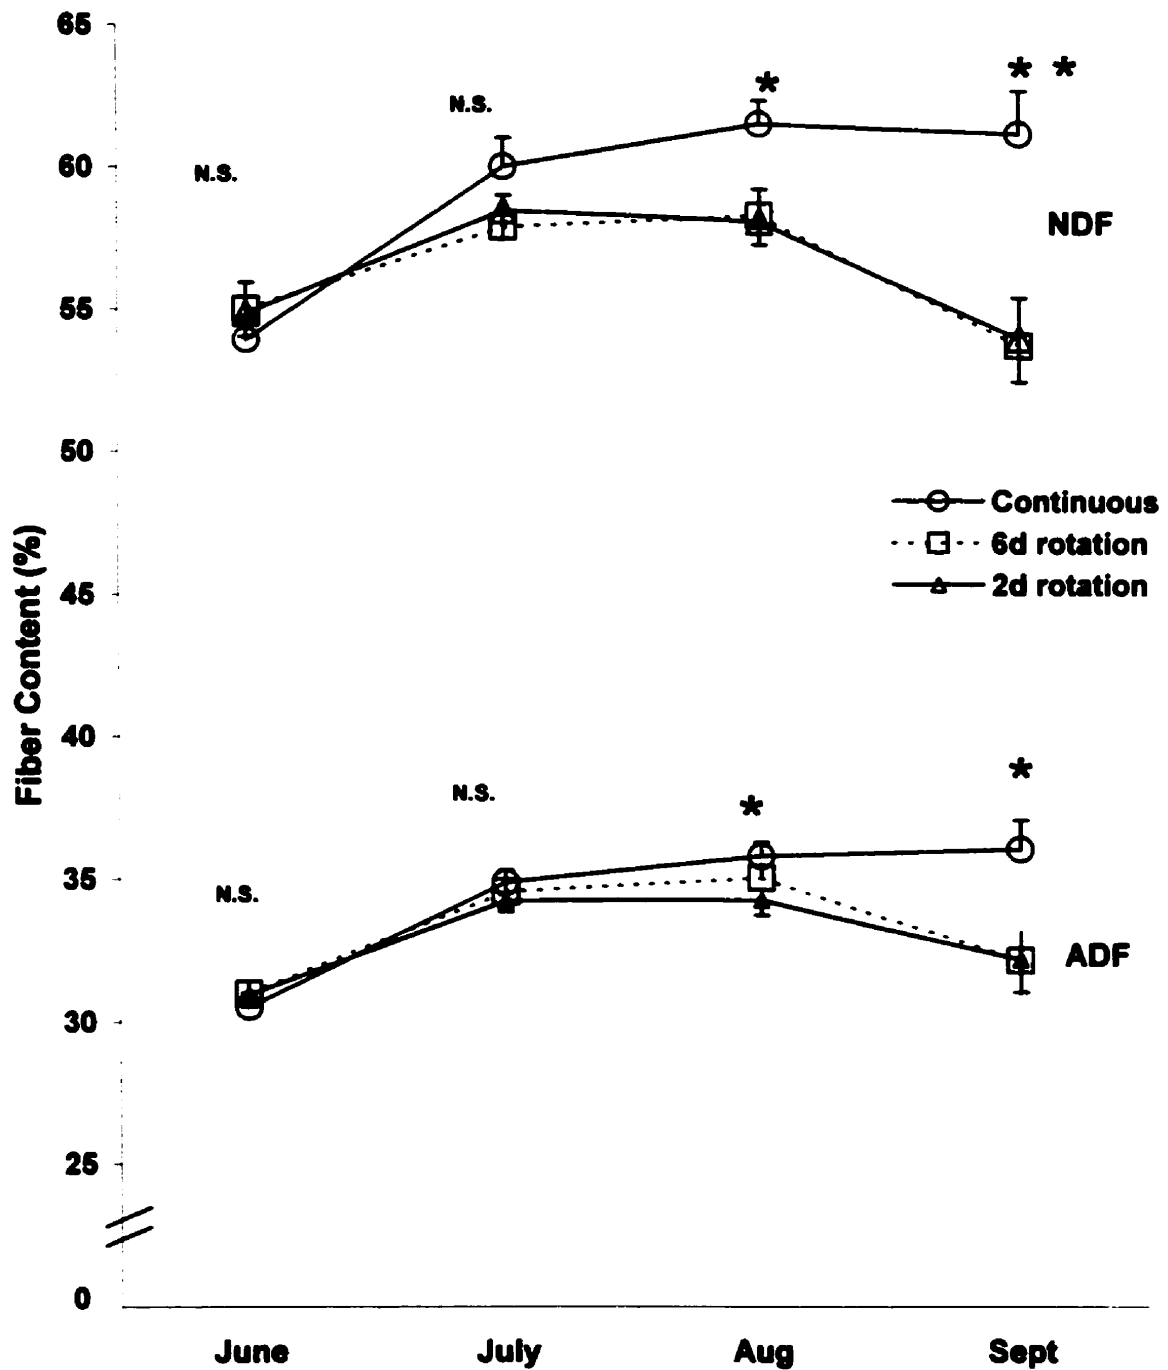 65
* *
*
N.S.
60
N.S.
NDF
55
50
Continuous
6d rotation
2d rotation
45
Fiber Content (%)
40
*
N.S.
*
35
N.S.
ADF
30
25
0
June July Aug Sept